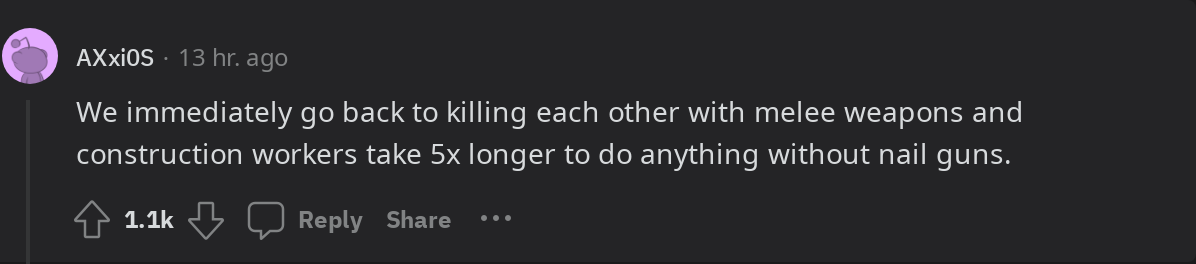 AXxiOS · 13 hr. ago
We immediately go back to killing each other with melee weapons and
construction workers take 5x longer to do anything without nail guns.
1.1k Reply Share ···